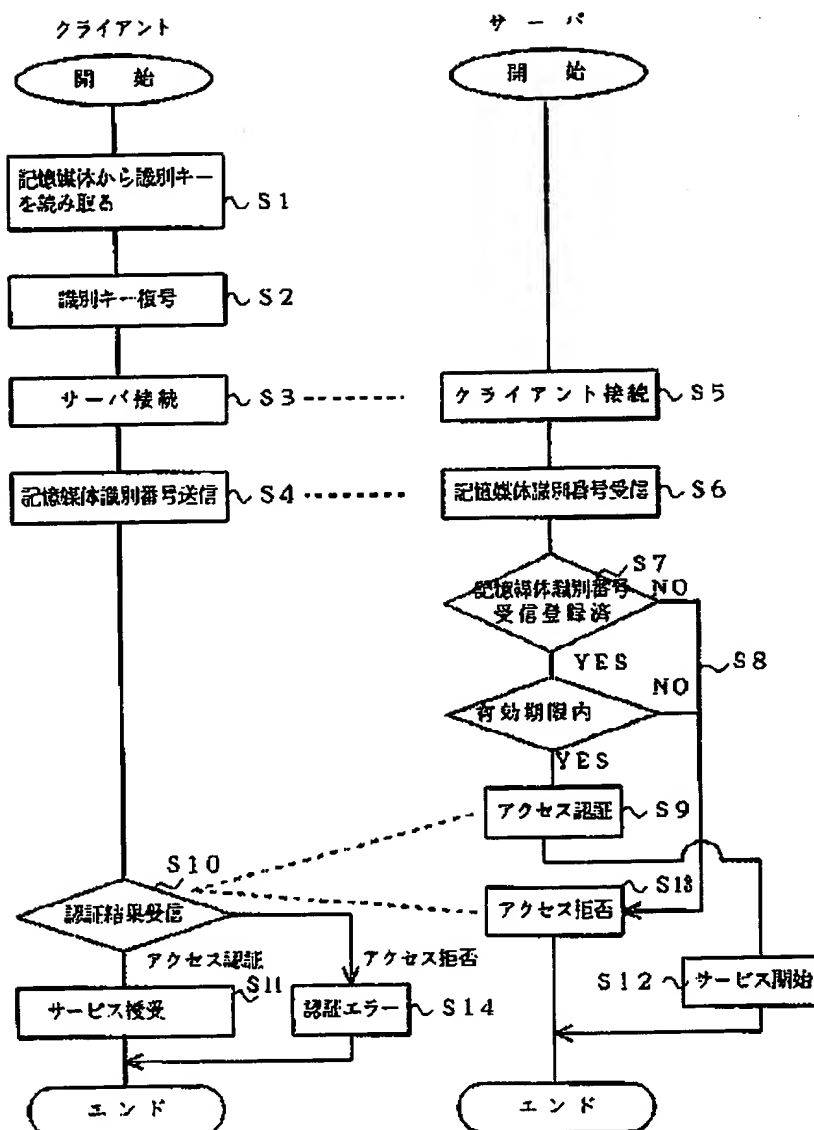 クライアント
開始
記憶媒体から識別キー
を読み取る
S1
識別キー復号
S2
サーバ接続
S3
記憶媒体識別番号送信
S4
S10
認証結果受信
アクセス認証
アクセス拒否
S11
サービス授受
認証エラー
S14
エンド
サーバ
開始
クライアント接続
S5
記憶媒体識別番号受信
S6
S7
記憶媒体識別番号
受信登録済
NO
YES
S8
有効期限内
NO
YES
アクセス認証
S9
S13
アクセス拒否
S12
サービス開始
エンド